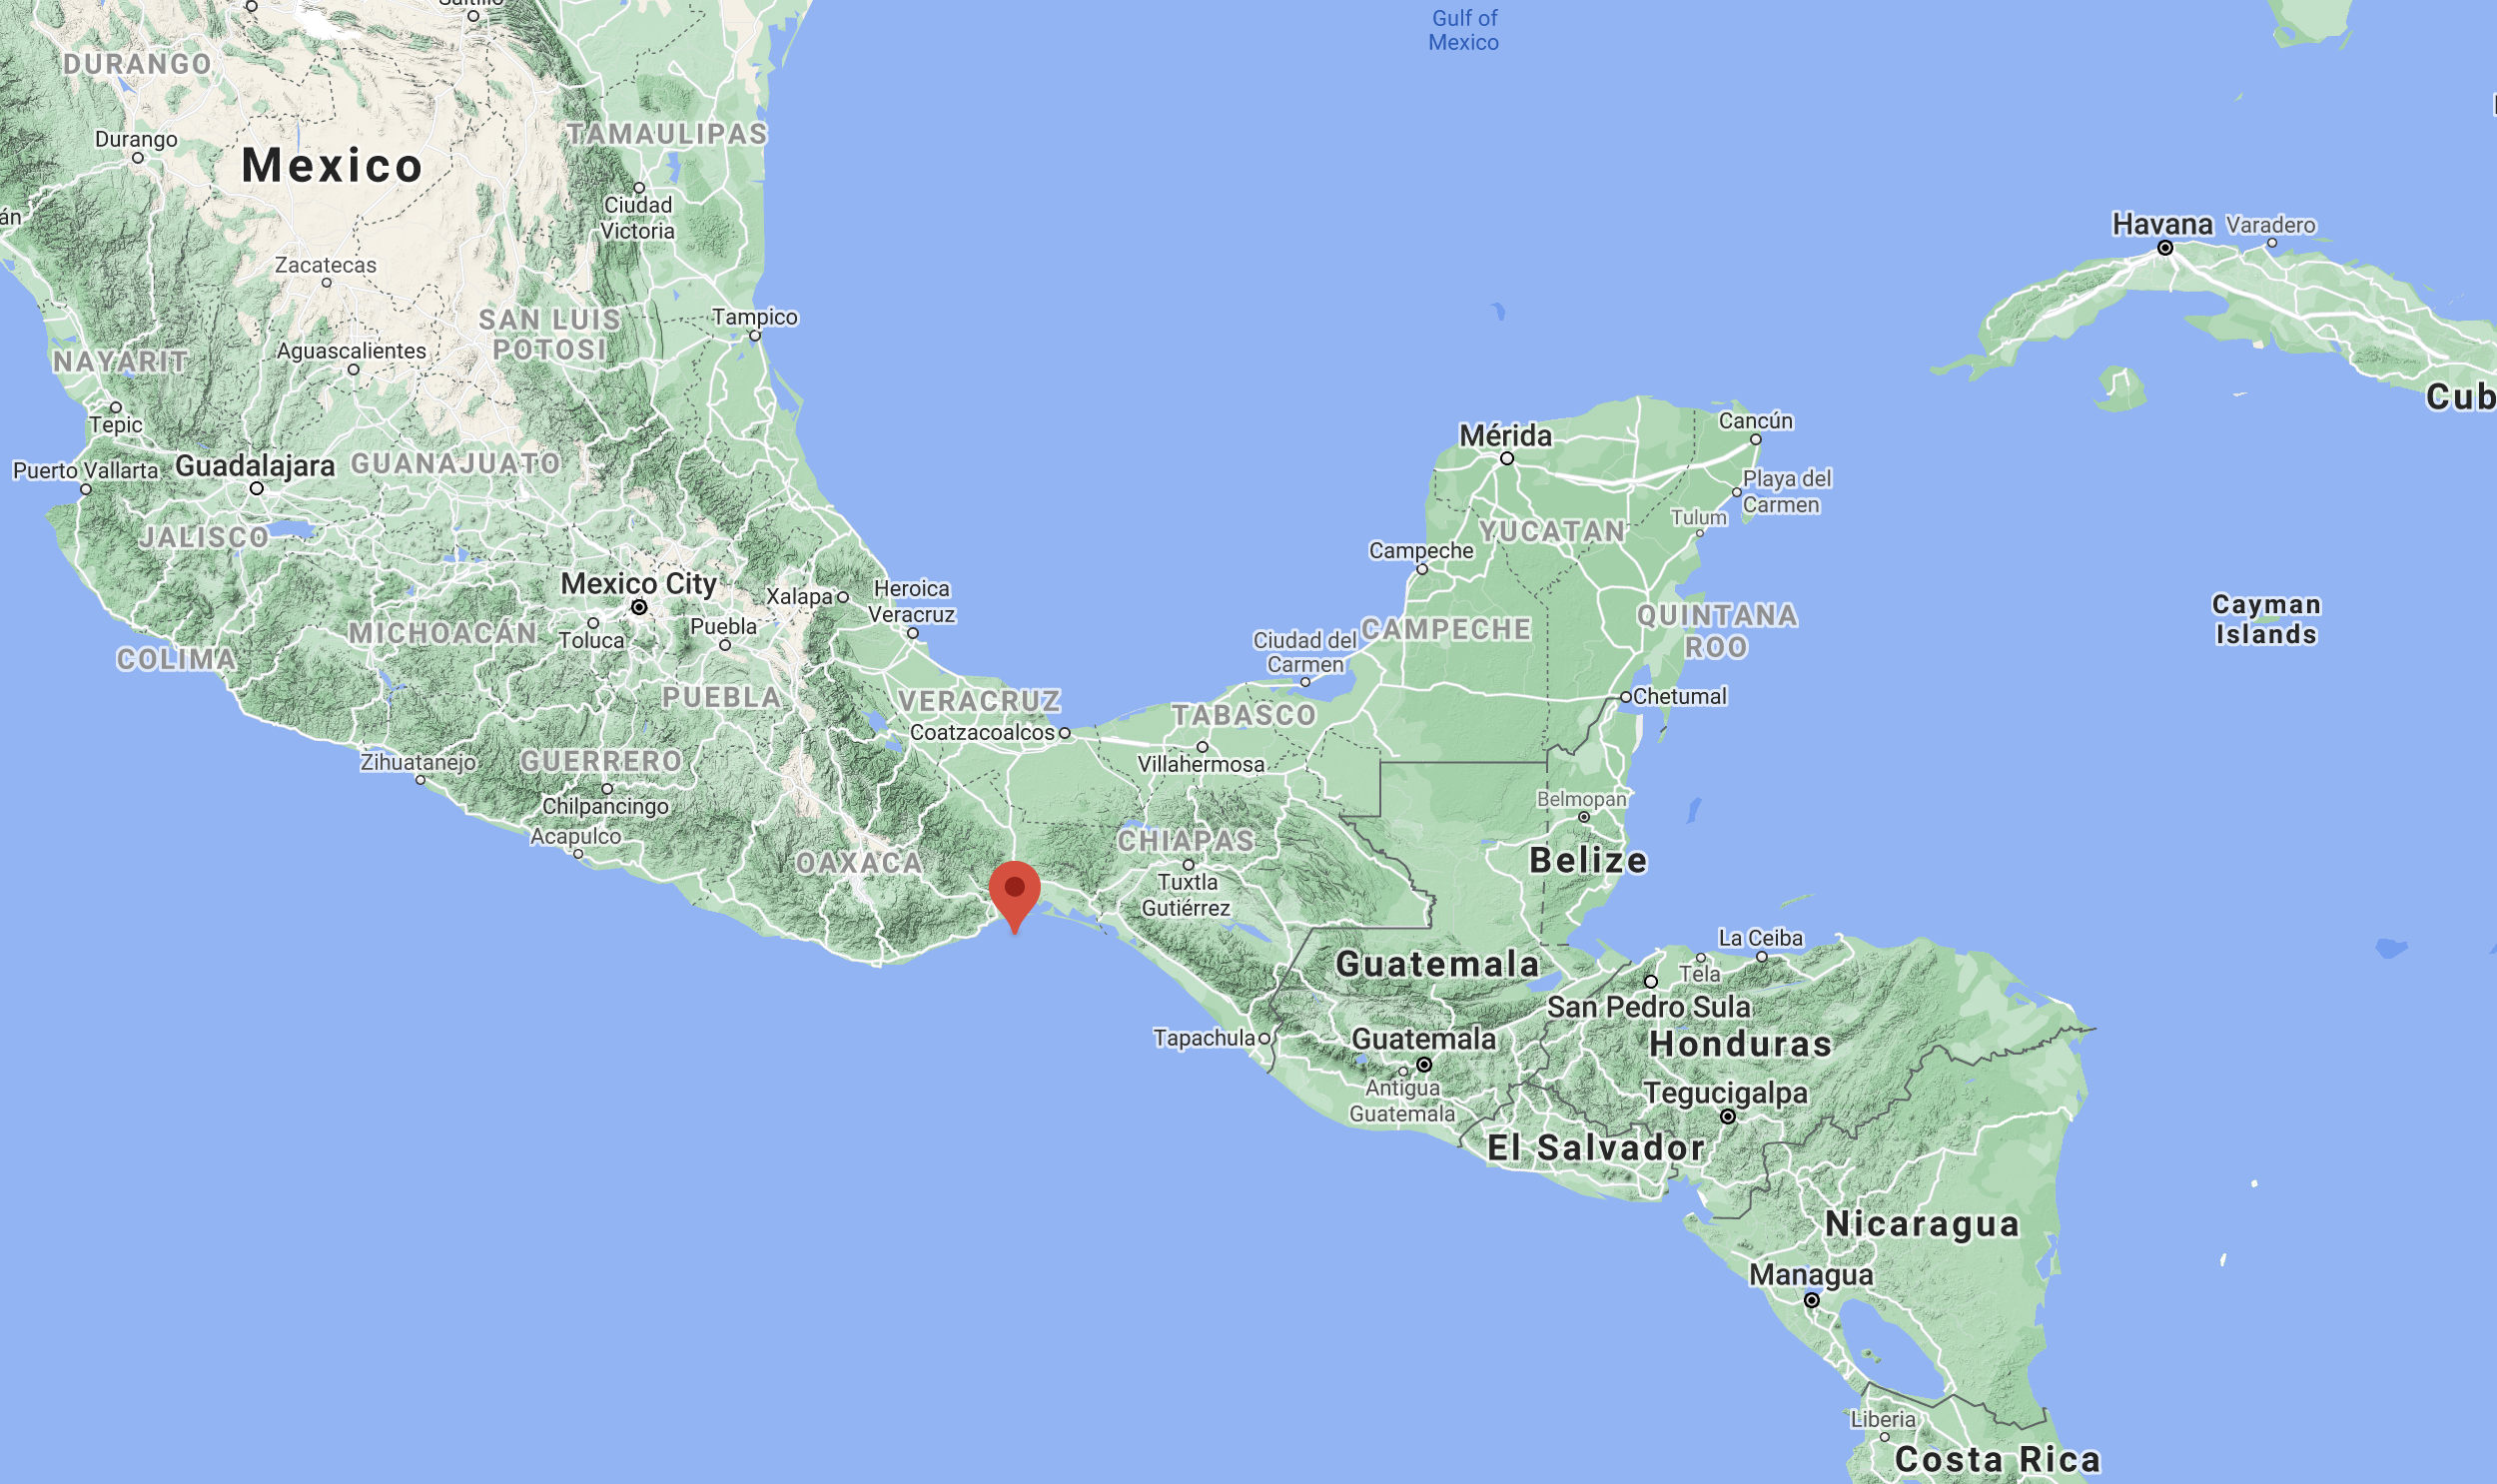 Gulf of
Mexico
DURANGO
Durango
Mexico
TAMAULIPAS
Ciudad
Victoria
Havana
Varadero
Zacatecas
SAN LUIS
POTOSI
Tampico
NAYARIT
Aguascalientes
Tepic
Cancún
Mérida
Puerto Vallarta
Guadalajara
GUANAJUATO
Playa del
Carmen
Tulum
YUCATAN
JALISCO
Campeche
Mexico City
Xalapa
Heroica
Veracruz
Cayman
Islands
QUINTANA
ROO
CAMPECHE
Ciudad del
Carmen
MICHOACÁN
Toluca
Puebla
COLIMA
PUEBLA
VERACRUZ
Chetumal
TABASCO
Coatzacoalcos
Villahermosa
Zihuatanejo
GUERRERO
Chilpancingo
Acapulco
Belmopan
CHIAPAS
OAXACA
Belize
Tuxtla
Gutiérrez
La Ceiba
Guatemala
Tela
San Pedro Sula
Tapachula
Guatemala
Honduras
Antigua
Guatemala
Tegucigalpa
El Salvador
Nicaragua
Managua
Liberia
Costa Rica